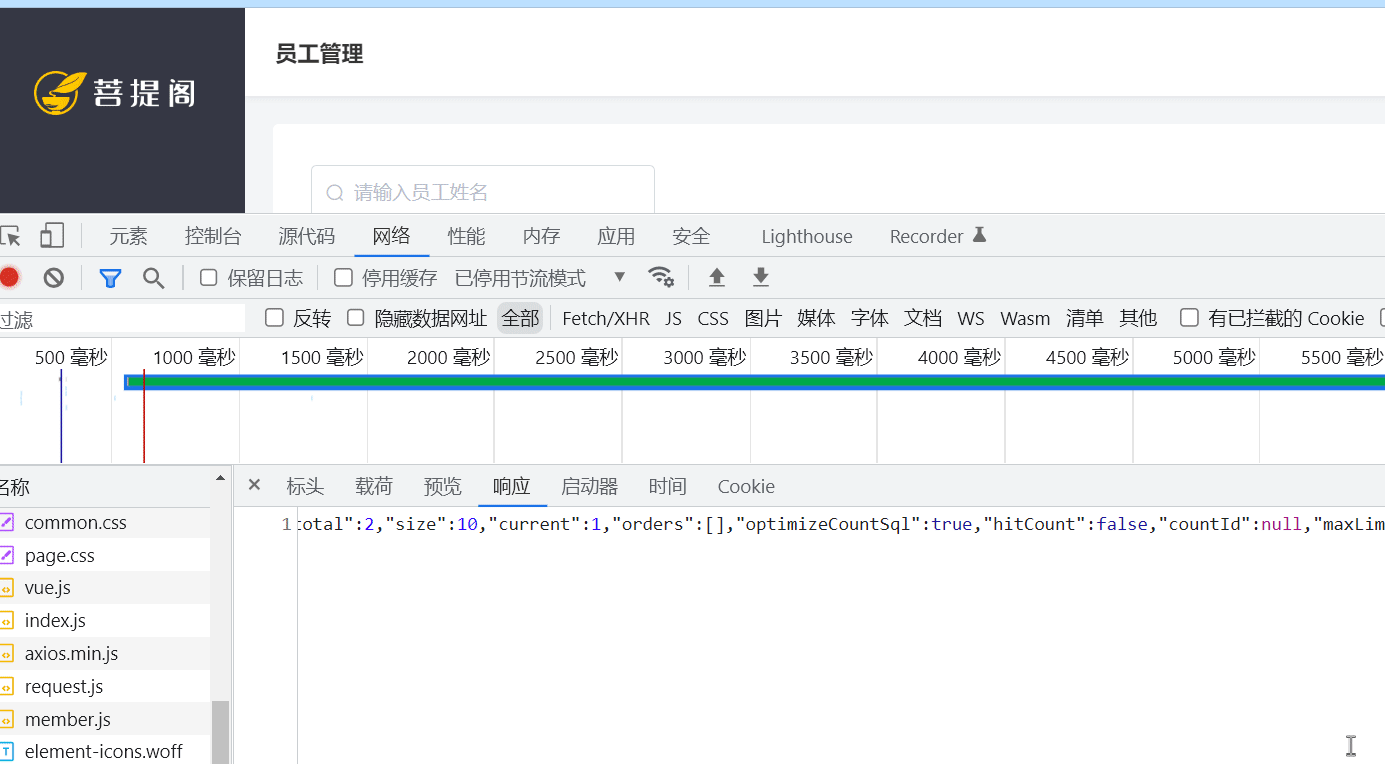 菩提阁
员工管理
请输入员工姓名
元素 控制台 源代码 网络 性能 内存 应用 安全 Lighthouse Recorder
保留日志 停用缓存 已停用节流模式
过滤 反转 隐藏数据网址 全部 Fetch/XHR JS CSS 图片 媒体 字体 文档 WS Wasm 清单 其他 有已拦截的 Cookie
500 毫秒 1000 毫秒 1500 毫秒 2000 毫秒 2500 毫秒 3000 毫秒 3500 毫秒 4000 毫秒 4500 毫秒 5000 毫秒 5500 毫秒
名称
标头 载荷 预览 响应 启动器 时间 Cookie
1 total":2,"size":10,"current":1,"orders":[],"optimizeCountSql":true,"hitCount":false,"countId":null,"maxLim
common.css
page.css
vue.js
index.js
axios.min.js
request.js
member.js
element-icons.woff